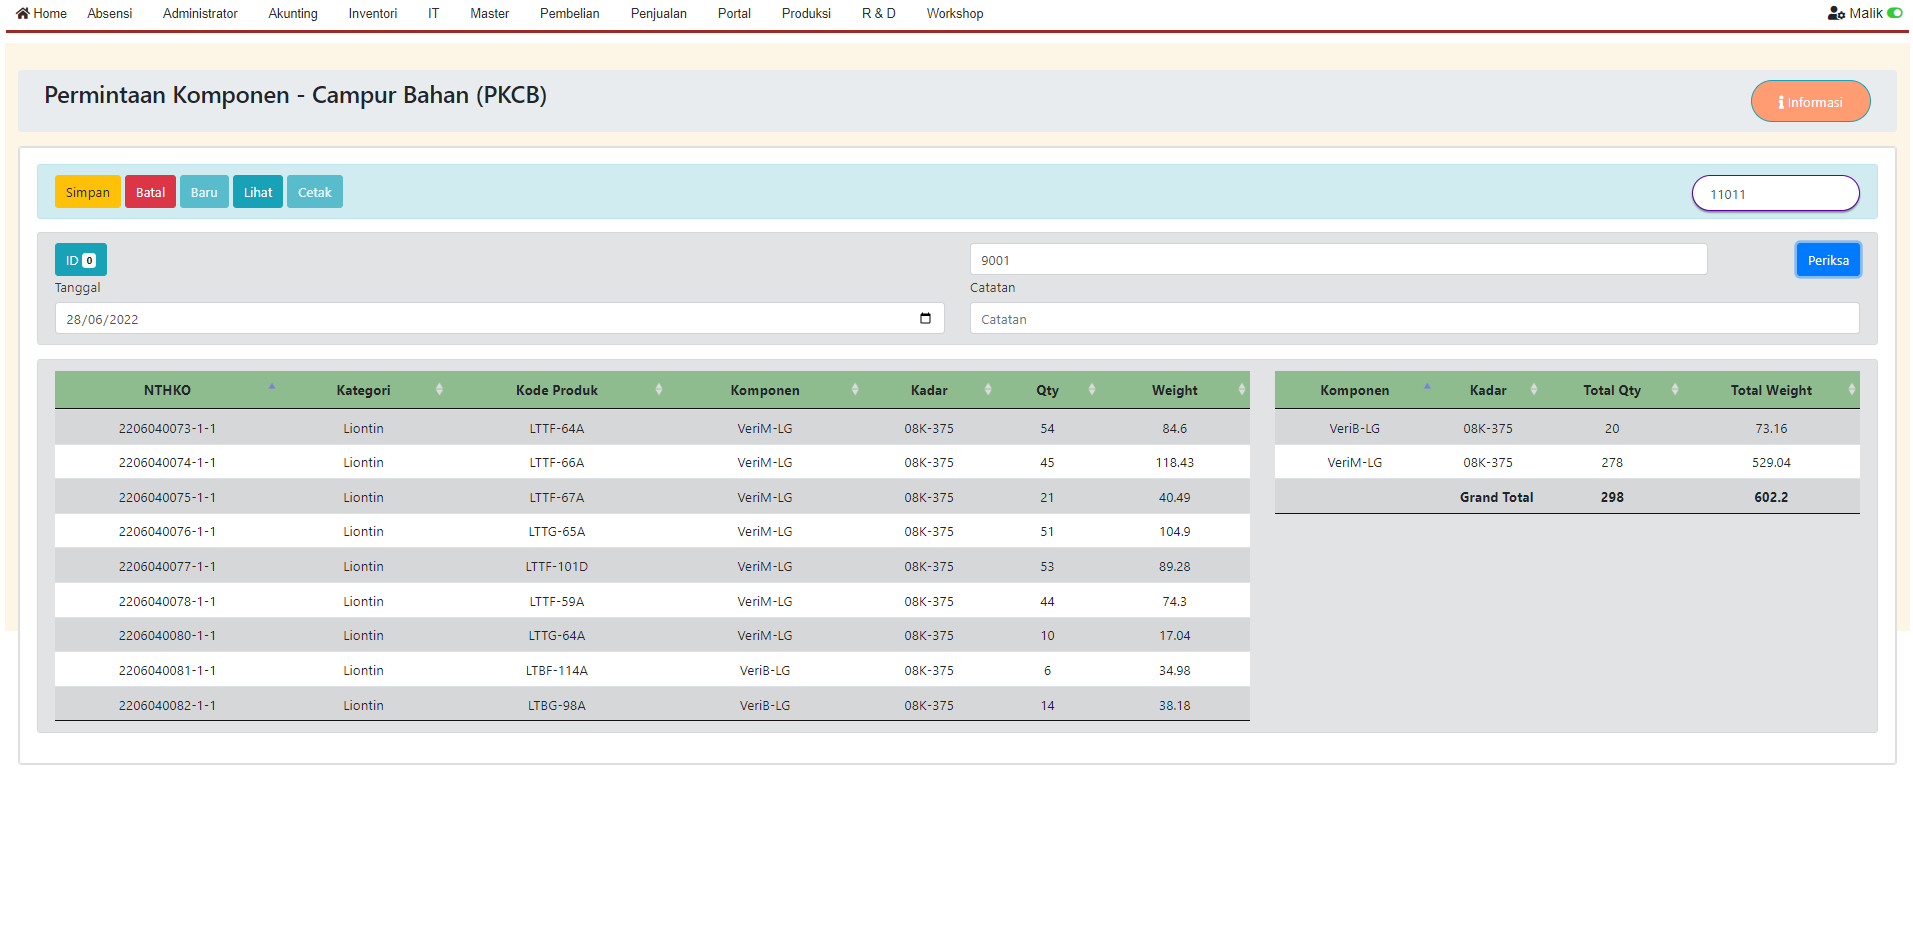 Home Absensi Administrator Akunting Inventori IT Master Pembelian Penjualan Portal Produksi R & D Workshop Malik
Permintaan Komponen - Campur Bahan (PKCB) Informasi
Simpan Batal Baru Lihat Cetak 11011
ID 0 9001 Periksa
Tanggal Catatan
28/06/2022 Catatan
NTHKO Kategori Kode Produk Komponen Kadar Qty Weight
2206040073-1-1 Liontin LTTF-64A VeriM-LG 08K-375 54 84.6
2206040074-1-1 Liontin LTTF-66A VeriM-LG 08K-375 45 118.43
2206040075-1-1 Liontin LTTF-67A VeriM-LG 08K-375 21 40.49
2206040076-1-1 Liontin LTTG-65A VeriM-LG 08K-375 51 104.9
2206040077-1-1 Liontin LTTF-101D VeriM-LG 08K-375 53 89.28
2206040078-1-1 Liontin LTTF-59A VeriM-LG 08K-375 44 74.3
2206040080-1-1 Liontin LTTG-64A VeriM-LG 08K-375 10 17.04
2206040081-1-1 Liontin LTBF-114A VeriB-LG 08K-375 6 34.98
2206040082-1-1 Liontin LTBG-98A VeriB-LG 08K-375 14 38.18
Komponen Kadar Total Qty Total Weight
VeriB-LG 08K-375 20 73.16
VeriM-LG 08K-375 278 529.04
Grand Total 298 602.2